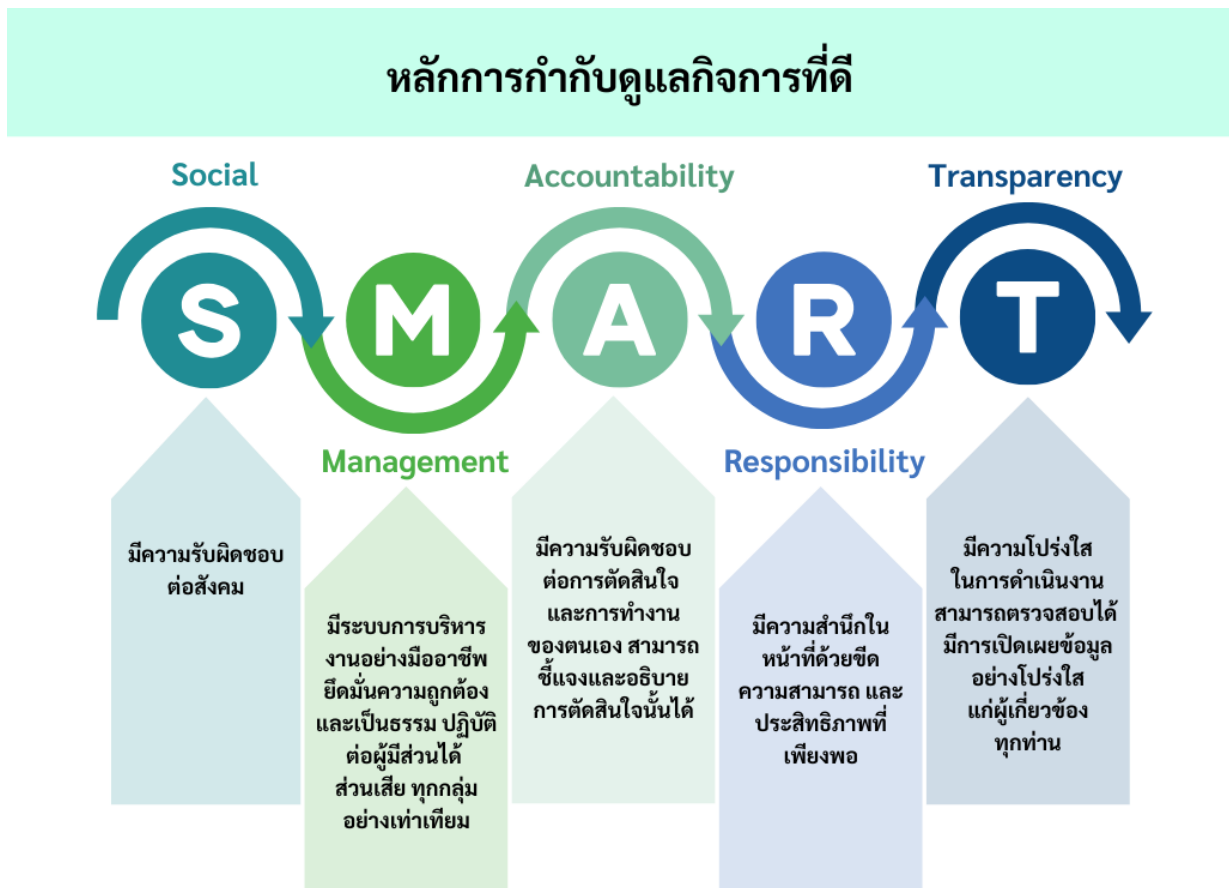 หลักการกำกับดูแลกิจการที่ดี
Social
S
มีความรับผิดชอบ
ต่อสังคม
M
Management
มีระบบการบริหาร
งานอย่างมืออาชีพ
ยึดมั่นความถูกต้อง
และเป็นธรรม ปฏิบัติ
ต่อผู้มีส่วนได้
ส่วนเสีย ทุกกลุ่ม
อย่างเท่าเทียม
Accountability
A
มีความรับผิดชอบ
ต่อการตัดสินใจ
และการทำงาน
ของตนเอง สามารถ
ชี้แจงและอธิบาย
การตัดสินใจนั้นได้
R
Responsibility
มีความสำนึกใน
หน้าที่ด้วยขีด
ความสามารถ และ
ประสิทธิภาพที่
เพียงพอ
Transparency
T
มีความโปร่งใส
ในการดำเนินงาน
สามารถตรวจสอบได้
มีการเปิดเผยข้อมูล
อย่างโปร่งใส
แก่ผู้เกี่ยวข้อง
ทุกท่าน